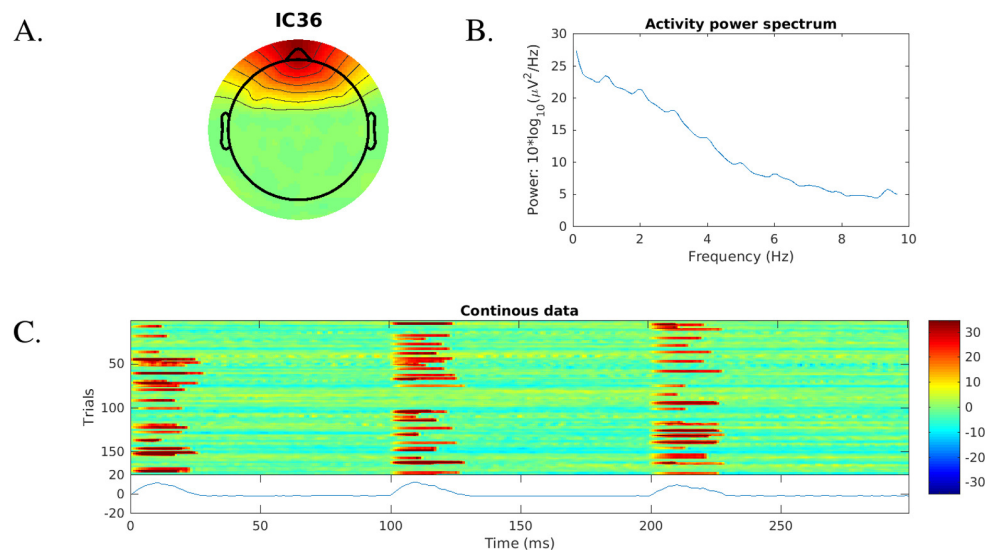 A.
IC36
B.
Activity power spectrum
Power: 10*log10(μV2/Hz)
30
25
20
15
10
5
0
0 2 4 6 8 10
Frequency (Hz)
C.
Continous data
Trials
50
100
150
20
0
-20
0 50 100 150 200 250
Time (ms)
30
20
10
0
-10
-20
-30